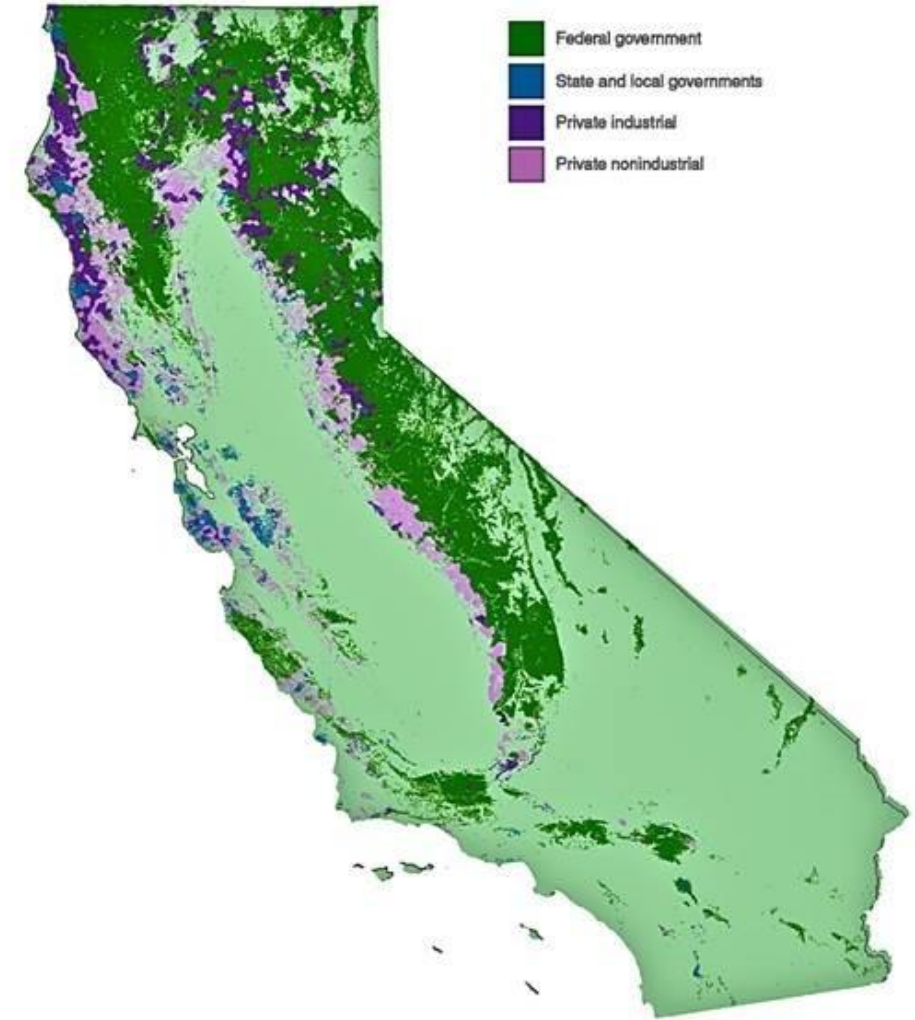 Federal government
State and local governments
Private industrial
Private nonindustrial